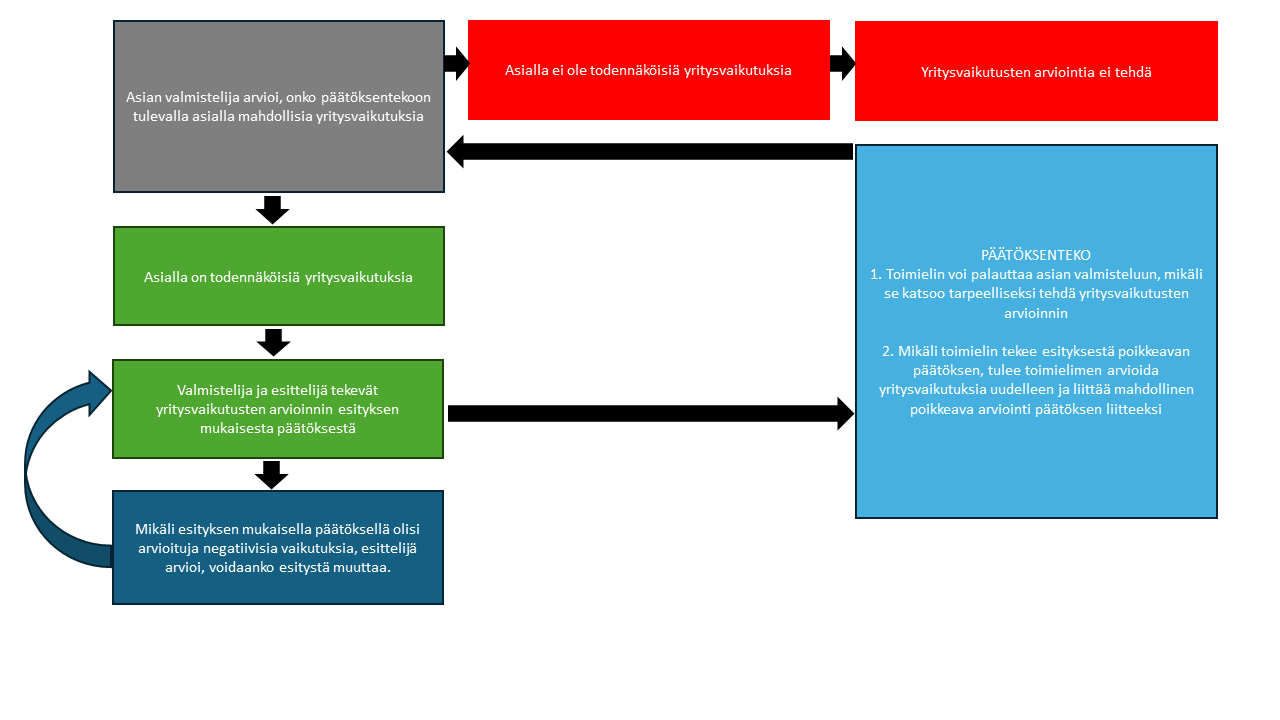 Asian valmistelija arvioi, onko päätöksentekoon
tulevalla asialla mahdollisia yritysvaikutuksia
Asialla ei ole todennäköisiä yritysvaikutuksia
Yritysvaikutusten arviointia ei tehdä
Asialla on todennäköisiä yritysvaikutuksia
Valmistelija ja esittelijä tekevät
yritysvaikutusten arvioinnin esityksen
mukaisesta päätöksestä
Mikäli esityksen mukaisella päätöksellä olisi
arvioituja negatiivisia vaikutuksia, esittelijä
arvioi, voidaanko esitystä muuttaa.
PÄÄTÖKSENTEKO
1. Toimielin voi palauttaa asian valmisteluun, mikäli
se katsoo tarpeelliseksi tehdä yritysvaikutusten
arvioinnin
2. Mikäli toimielin tekee esityksestä poikkeavan
päätöksen, tulee toimielimen arvioida
yritysvaikutuksia uudelleen ja liittää mahdollinen
poikkeava arviointi päätöksen liitteeksi